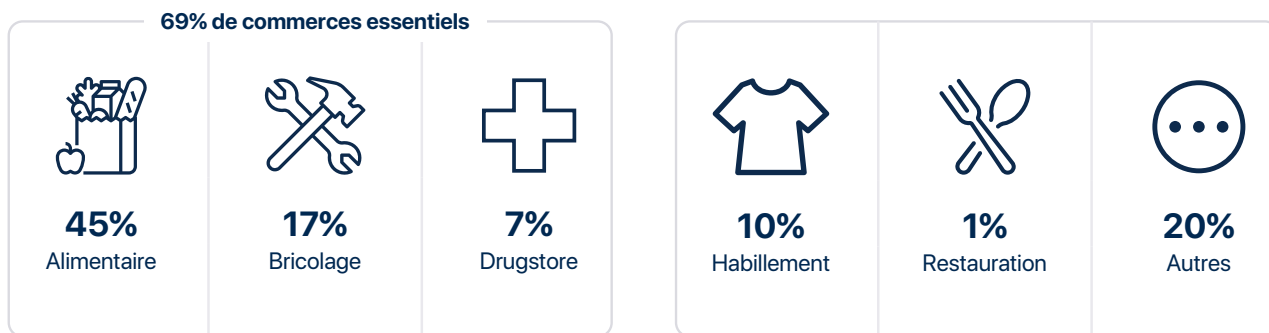 69% de commerces essentiels
45%
Alimentaire
17%
Bricolage
7%
Drugstore
10%
Habillement
1%
Restauration
20%
Autres